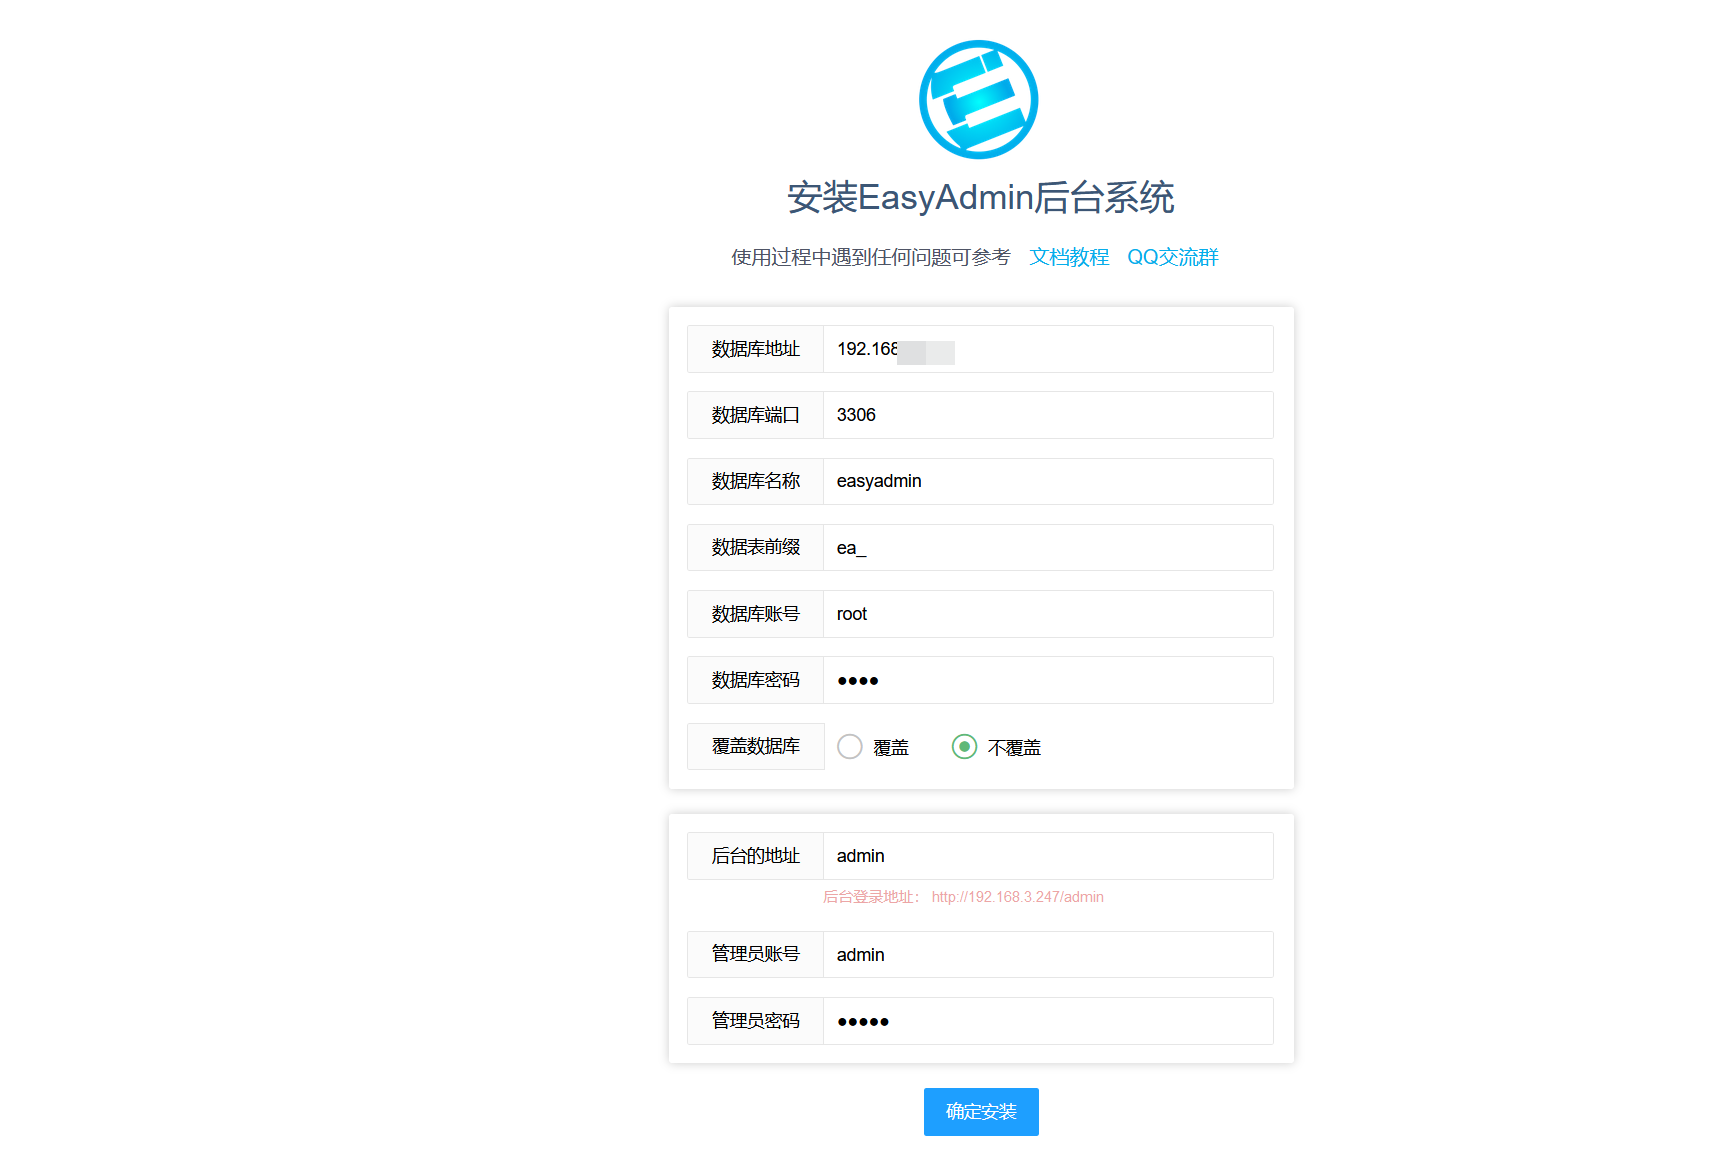 安装EasyAdmin后台系统
使用过程中遇到任何问题可参考 文档教程 QQ交流群
数据库地址 192.168
数据库端口 3306
数据库名称 easyadmin
数据表前缀 ea_
数据库账号 root
数据库密码 ••••
覆盖数据库 覆盖 不覆盖
后台的地址 admin
后台登录地址： http://192.168.3.247/admin
管理员账号 admin
管理员密码 •••••
确定安装